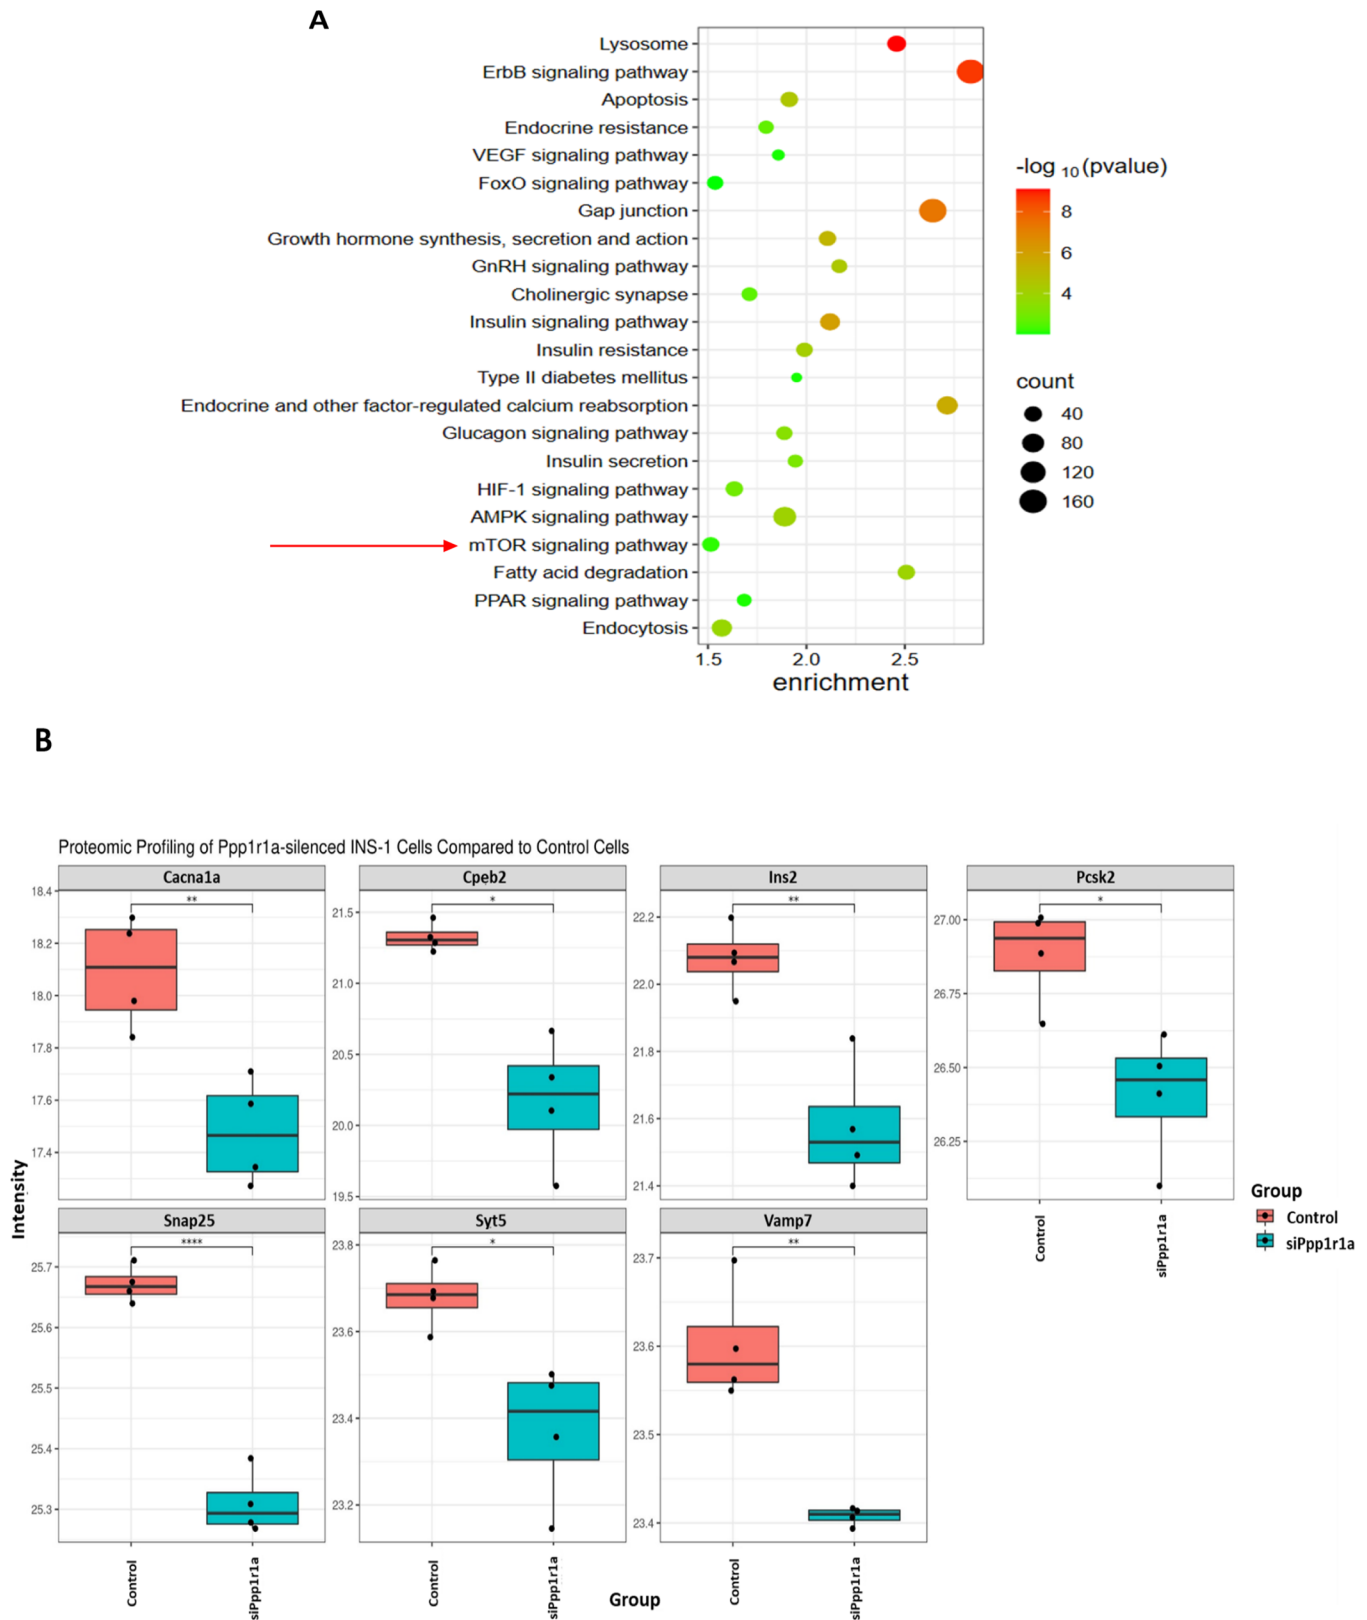 A
Lysosome
ErbB signaling pathway
Apoptosis
Endocrine resistance
VEGF signaling pathway
FoxO signaling pathway
Gap junction
Growth hormone synthesis, secretion and action
GnRH signaling pathway
Cholinergic synapse
Insulin signaling pathway
Insulin resistance
Type II diabetes mellitus
Endocrine and other factor-regulated calcium reabsorption
Glucagon signaling pathway
Insulin secretion
HIF-1 signaling pathway
AMPK signaling pathway
mTOR signaling pathway
Fatty acid degradation
PPAR signaling pathway
Endocytosis
1.5 2.0 2.5
enrichment
-log 10 (pvalue)
8
6
4
count
40
80
120
160
B
Proteomic Profiling of Ppp1r1a-silenced INS-1 Cells Compared to Control Cells
Cacna1a Cpeb2 Ins2 Pcsk2
** * ** *
18.4
18.2
18.0
17.8
17.6
17.4
21.5
21.0
20.5
20.0
19.5
22.2
22.0
21.8
21.6
21.4
27.00
26.75
26.50
26.25
Control siPpp1r1a
Intensity
Snap25 Syt5 Vamp7
**** * **
25.7
25.6
25.5
25.4
25.3
23.8
23.6
23.4
23.2
23.7
23.6
23.5
23.4
Control siPpp1r1a Control siPpp1r1a Control siPpp1r1a
Group
Group
Control
siPpp1r1a